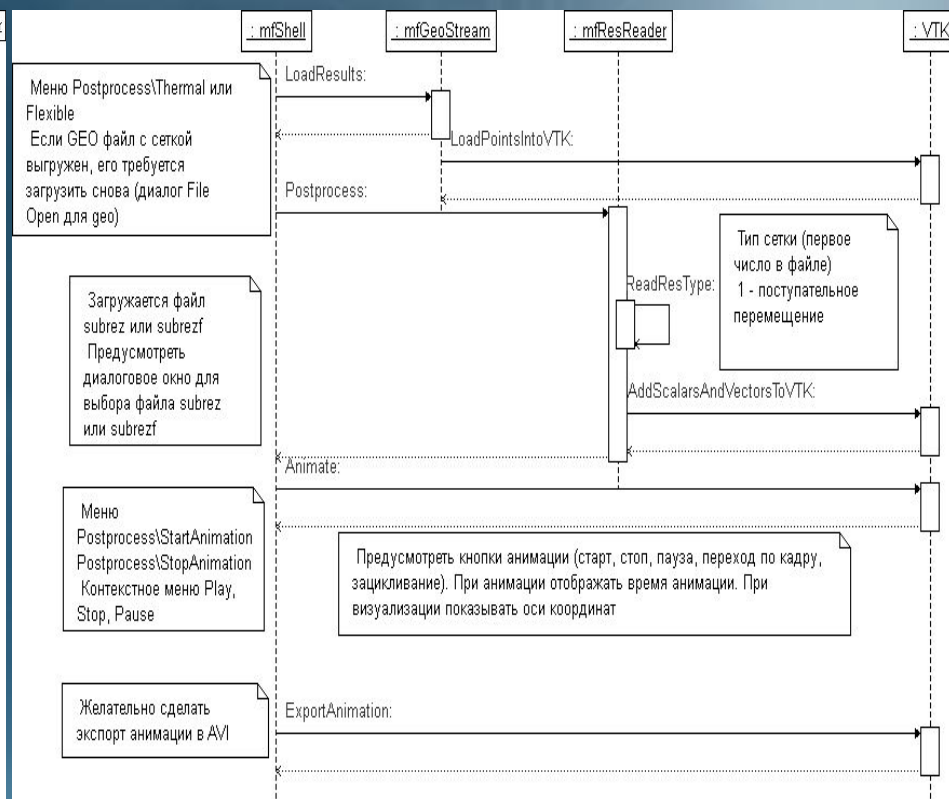 : mfShell
: mfGeoStream
: mfResReader
: VTK
LoadResults:
Меню Postprocess\Thermal или
Flexible
Если GEO файл с сеткой
выгружен, его требуется
загрузить снова (диалог File
Open для geo)
LoadPointsIntoVTK:
Postprocess:
Тип сетки (первое
число в файле)
1 - поступательное
перемещение
ReadResType:
Загружается файл
subrez или subrezf
Предусмотреть
диалоговое окно для
выбора файла subrez
или subrezf
AddScalarsAndVectorsToVTK:
Animate:
Меню
Postprocess\StartAnimation
Postprocess\StopAnimation
Контекстное меню Play,
Stop, Pause
Предусмотреть кнопки анимации (старт, стоп, пауза, переход по кадру,
зацикливание). При анимации отображать время анимации. При
визуализации показывать оси координат
Желательно сделать
экспорт анимации в AVI
ExportAnimation: